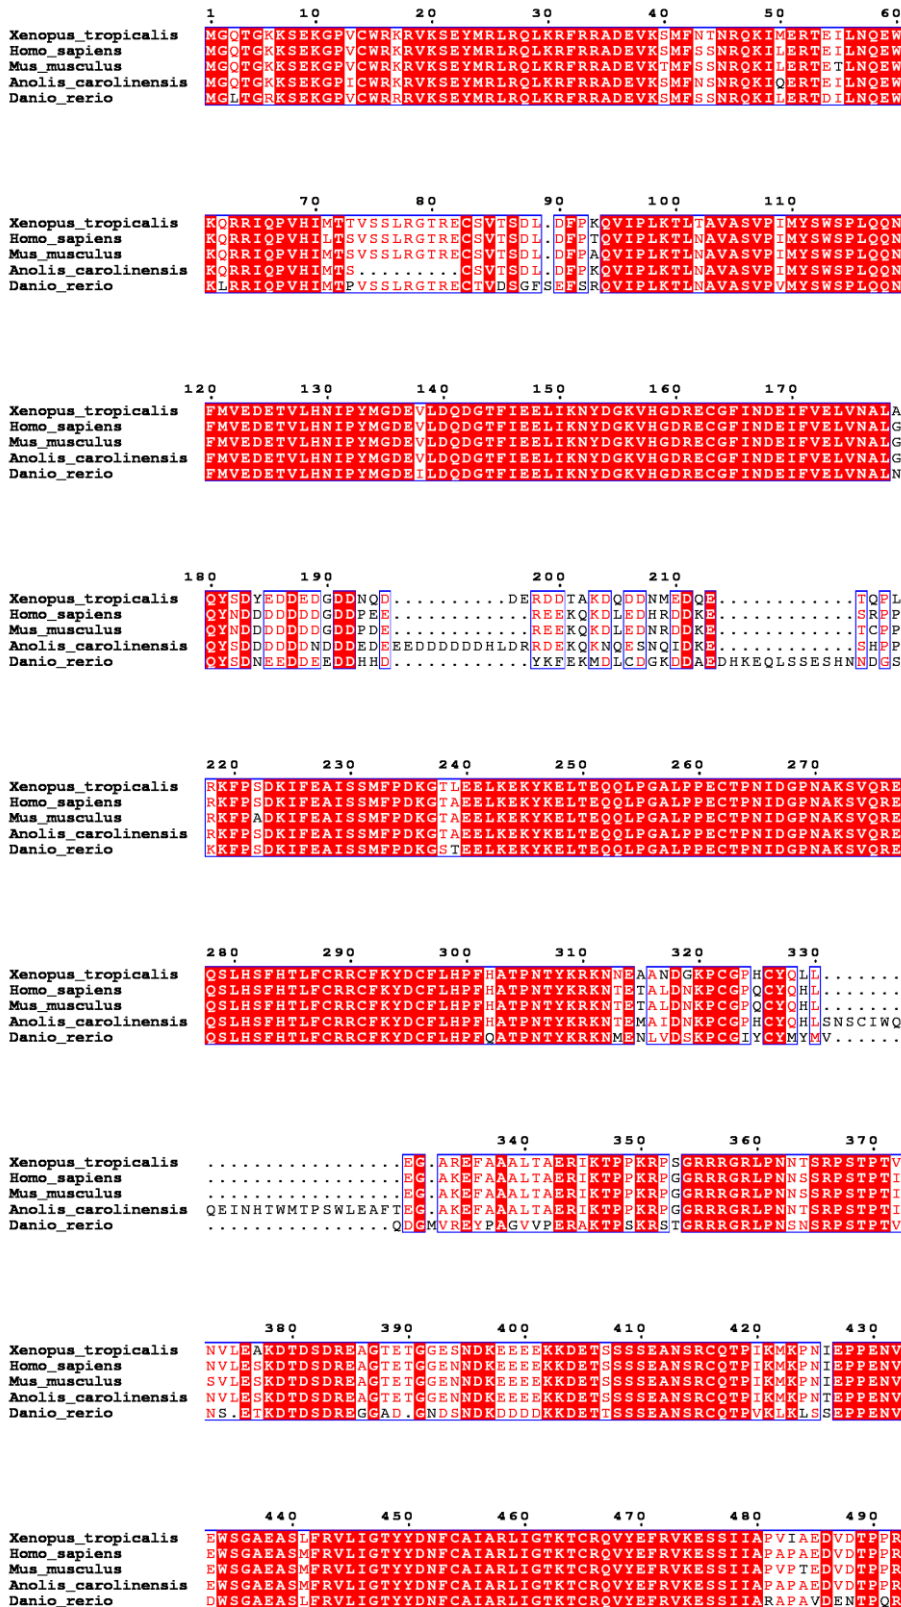 1 10 20 30 40 50 60
Xenopus_tropicalis MGQTGKKSEKGPVCWRKRVKSEYMRLRQLKRFRRADEVKSMFNTNRQKIMERTEILNQEW
Homo_sapiens MGQTGKKSEKGPVCWRKRVKSEYMRLRQLKRFRRADEVKSMFSSNRQKILERTEILNQEW
Mus_musculus MGQTGKKSEKGPVCWRKRVKSEYMRLRQLKRFRRADEVKTMFSSNRQKILERTETLNQEW
Anolis_carolinensis MGQTGKKSEKGPICWRKRVKSEYMRLRQLKRFRRADEVKSMFSSNRQKIQERTEILNQEW
Danio_rerio MGLTGRKSEKGPVCWRRRVKSEYMRLRQLKRFRRADEVKSMFSSNRQKILERTDILNQEW
70 80 90 100 110
Xenopus_tropicalis KQRRIQPVHIMTTVSSLRGTRECSVTSDL.DFPKQVIPLKTLTAVASVPIMYSWSPLQQN
Homo_sapiens KQRRIQPVHILTSVSSLRGTRECSVTSDL.DFPTQVIPLKTLNAVASVPIMYSWSPLQQN
Mus_musculus KQRRIQPVHIMTSVSSLRGTRECSVTSDL.DFPAQVIPLKTLNAVASVPIMYSWSPLQQN
Anolis_carolinensis KQRRIQPVHIMTS.........CSVTSDL.DFPKQVIPLKTLNAVASVPIMYSWSPLQQN
Danio_rerio KLRRIQPVHIMTPVSSLRGTRECTVDSGFSEFSRQVIPLKTLNAVASVPVMYSWSPLQQN
120 130 140 150 160 170
Xenopus_tropicalis FMVEDETVLHNIPYMGDEVLDQDGTFIEELIKNYDGKVHGDRECGFINDEIFVELVNALA
Homo_sapiens FMVEDETVLHNIPYMGDEVLDQDGTFIEELIKNYDGKVHGDRECGFINDEIFVELVNALG
Mus_musculus FMVEDETVLHNIPYMGDEVLDQDGTFIEELIKNYDGKVHGDRECGFINDEIFVELVNALG
Anolis_carolinensis FMVEDETVLHNIPYMGDEVLDQDGTFIEELIKNYDGKVHGDRECGFINDEIFVELVNALG
Danio_rerio FMVEDETVLHNIPYMGDEILDQDGTFIEELIKNYDGKVHGDRECGFINDEIFVELVNALN
180 190 200 210
Xenopus_tropicalis QYSDYEDDEDGDDNQD..........DERDDTAKDQDDNMEDQE............TQPL
Homo_sapiens QYNDDDDDDDGDDPEE............REEKQKDLEDHRDDKE............SRPP
Mus_musculus QYNDDDDDDDGDDPDE............REEKQKDLEDNRDDKE............TCPP
Anolis_carolinensis QYSDDDDDDNDDDEDEEEDDDDDDHLDRRDEKQKNQESNQIDKE............SHPP
Danio_rerio QYSDNEEDDEEDDHHD............YKFEKMDLCDGKDDAEDHKEQLSSESHNNDGS
220 230 240 250 260 270
Xenopus_tropicalis RKFPSDKIFEAISSMFPDKGTLEELKEKYKELTEQQLPGALPPECTPNIDGPNAKSVQRE
Homo_sapiens RKFPSDKIFEAISSMFPDKGTAEELKEKYKELTEQQLPGALPPECTPNIDGPNAKSVQRE
Mus_musculus RKFPADKIFEAISSMFPDKGTAEELKEKYKELTEQQLPGALPPECTPNIDGPNAKSVQRE
Anolis_carolinensis RKFPSDKIFEAISSMFPDKGTAEELKEKYKELTEQQLPGALPPECTPNIDGPNAKSVQRE
Danio_rerio KKFPSDKIFEAISSMFPDKGSTEELKEKYKELTEQQLPGALPPECTPNIDGPNAKSVQRE
280 290 300 310 320 330
Xenopus_tropicalis QSLHSFHTLFCRRCFKYDCFLHPFHATPNTYKRKNNEAANDGKPCGPHCYQLL.......
Homo_sapiens QSLHSFHTLFCRRCFKYDCFLHPFHATPNTYKRKNTETALDNKPCGPQCYQHL.......
Mus_musculus QSLHSFHTLFCRRCFKYDCFLHPFHATPNTYKRKNTETALDNKPCGPQCYQHL.......
Anolis_carolinensis QSLHSFHTLFCRRCFKYDCFLHPFHATPNTYKRKNTEMAIDNKPCGPHCYQHLSNSCIWQ
Danio_rerio QSLHSFHTLFCRRCFKYDCFLHPFQATPNTYKRKNMENLVDSKPCGIYCYMYMV......
340 350 360 370
Xenopus_tropicalis .................EG.AREFAAALTAERIKTPPKRPSGRRRGRLPNNTSRPSTPTV
Homo_sapiens .................EG.AKEFAAALTAERIKTPPKRPGGRRRGRLPNNSSRPSTPTI
Mus_musculus .................EG.AKEFAAALTAERIKTPPKRPGGRRRGRLPNNSSRPSTPTI
Anolis_carolinensis QEINHTWMTPSWLEAFTEG.AKEFAAALTAERIKTPPKRPGGRRRGRLPNNTSRPSTPTI
Danio_rerio ................QDGMVREYPAGVVPERAKTPSKRSTGRRRGRLPNSNSRPSTPTV
380 390 400 410 420 430
Xenopus_tropicalis NVLEAKDTDSDREAGTETGGESNDKEEEEKKDETSSSSEANSRCQTPIKMKPNIEPPENV
Homo_sapiens NVLESKDTDSDREAGTETGGENNDKEEEEKKDETSSSSEANSRCQTPIKMKPNIEPPENV
Mus_musculus SVLESKDTDSDREAGTETGGENNDKEEEEKKDETSSSSEANSRCQTPIKMKPNIEPPENV
Anolis_carolinensis NVLESKDTDSDREAGTETGGENNDKEEEEKKDETSSSSEANSRCQTPIKMKPNTEPPENV
Danio_rerio NS.ETKDTDSDREGGAD.GNDSNDKDDDDKKDETTSSSEANSRCQTPVKLKLSSEPPENV
440 450 460 470 480 490
Xenopus_tropicalis EWSGAEASLFRVLIGTYYDNFCAIARLIGTKTCRQVYEFRVKESSIIAPVIAEDVDTPPR
Homo_sapiens EWSGAEASMFRVLIGTYYDNFCAIARLIGTKTCRQVYEFRVKESSIIAPAPAEDVDTPPR
Mus_musculus EWSGAEASMFRVLIGTYYDNFCAIARLIGTKTCRQVYEFRVKESSIIAPVPTEDVDTPPR
Anolis_carolinensis EWSGAEASMFRVLIGTYYDNFCAIARLIGTKTCRQVYEFRVKESSIIAPAPAEDVDTPPR
Danio_rerio DWSGAEASLFRVLIGTYYDNFCAIARLIGTKTCRQVYEFRVKESSIIARAPAVDENTPQR